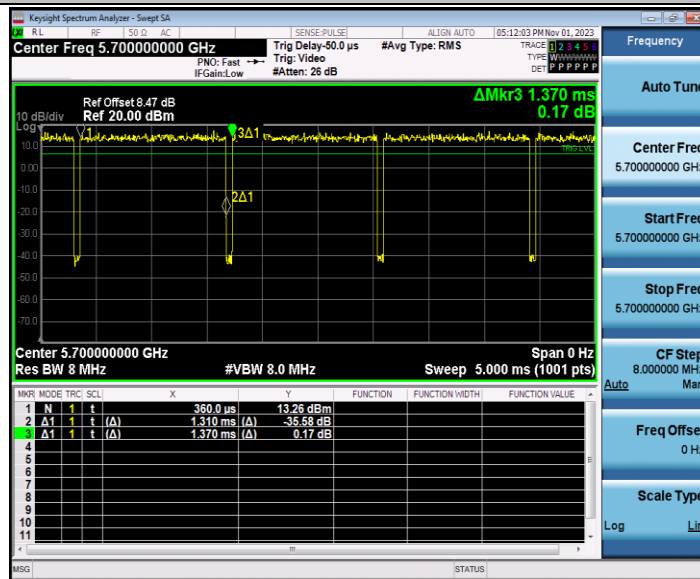 Keysight Spectrum Analyzer - Swept SA
RL RF 50 Ω AC SENSE:PULSE ALIGN AUTO 05:12:03 PM Nov 01, 2023
Center Freq 5.700000000 GHz
PNO: Fast
IFGain:Low
Trig Delay-50.0 µs
Trig: Video
#Atten: 26 dB
#Avg Type: RMS
TRACE 1 2 3 4 5 6
TYPE WWWWWW
DET P P P P P P
Frequency
ΔMkr3 1.370 ms
0.17 dB
Ref Offset 8.47 dB
10 dB/div Ref 20.00 dBm
Log
1
3Δ1
TRIG LVL
2Δ1
10.0
0.00
-10.0
-20.0
-30.0
-40.0
-50.0
-60.0
-70.0
Center 5.700000000 GHz Span 0 Hz
Res BW 8 MHz #VBW 8.0 MHz Sweep 5.000 ms (1001 pts)
MKR MODE TRC SCL X Y FUNCTION FUNCTION WIDTH FUNCTION VALUE
1 N 1 t 360.0 µs 13.26 dBm
2 Δ1 1 t (Δ) 1.310 ms (Δ) -35.58 dB
3 Δ1 1 t (Δ) 1.370 ms (Δ) 0.17 dB
4
5
6
7
8
9
10
11
MSG STATUS
Auto Tune
Center Freq
5.700000000 GHz
Start Freq
5.700000000 GHz
Stop Freq
5.700000000 GHz
CF Step
8.000000 MHz
Auto Man
Freq Offset
0 Hz
Scale Type
Log Lin